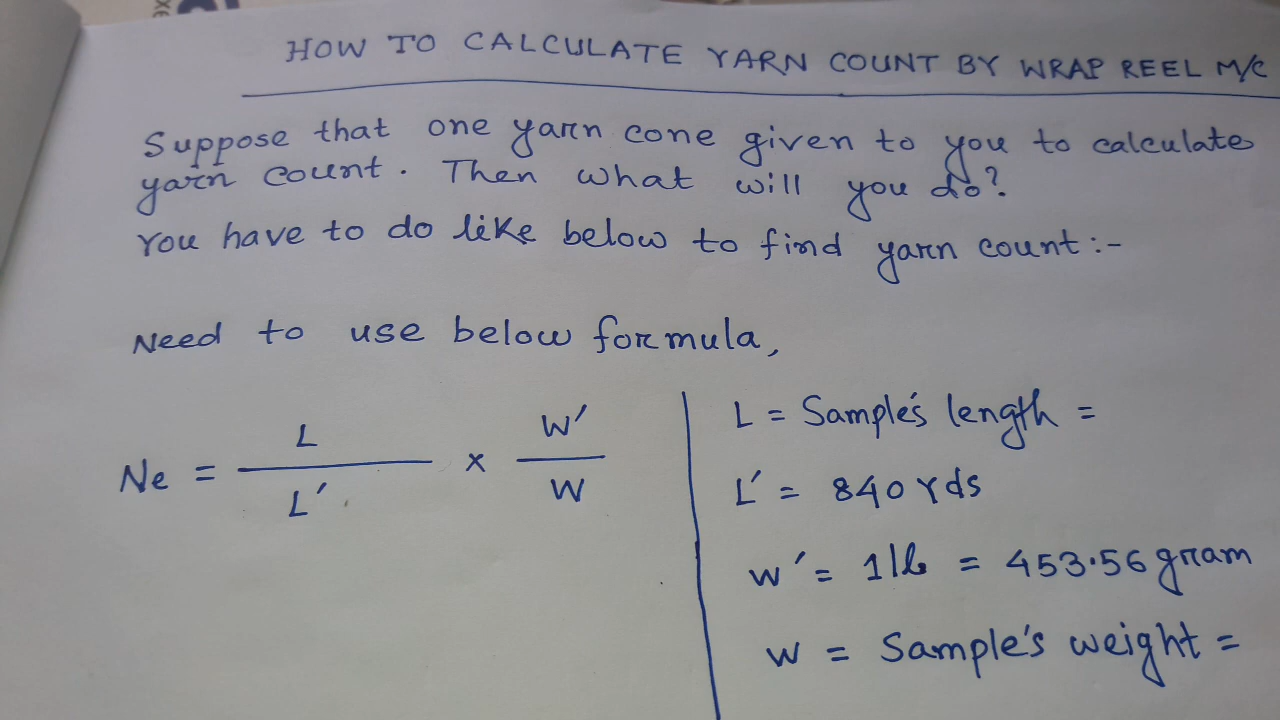 HOW TO CALCULATE YARN COUNT BY WRAP REEL M/C
Suppose that one yarn cone given to you to calculate
yarn count. Then what will you do?
You have to do like below to find yarn count :-
Need to use below formula,
Ne = L / L' x W' / W
L = Sample's length =
L' = 840 Yds
W' = 1 lb = 453.56 gram
W = Sample's weight =